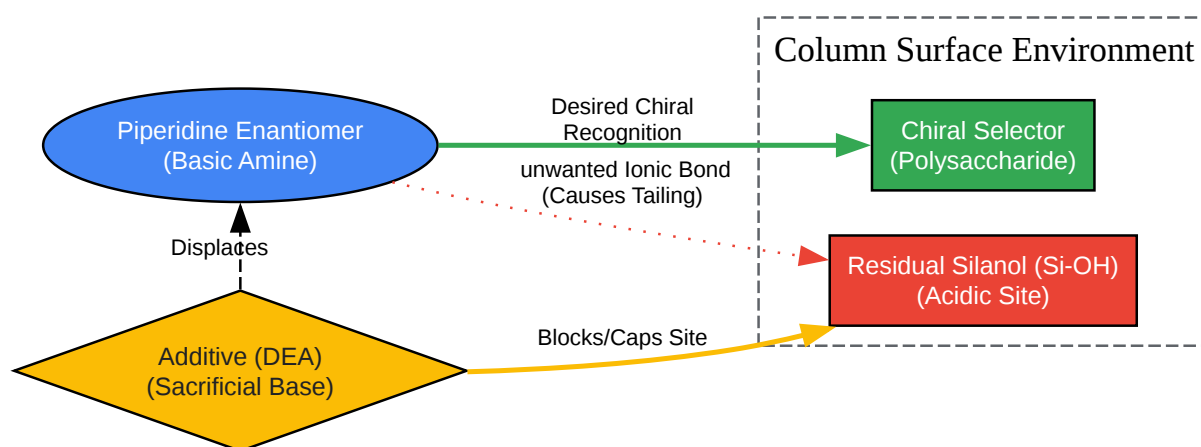 Column Surface Environment
Piperidine Enantiomer
(Basic Amine)
Desired Chiral
Recognition
Chiral Selector
(Polysaccharide)
unwanted Ionic Bond
(Causes Tailing)
Displaces
Residual Silanol (Si-OH)
(Acidic Site)
Additive (DEA)
(Sacrificial Base)
Blocks/Caps Site